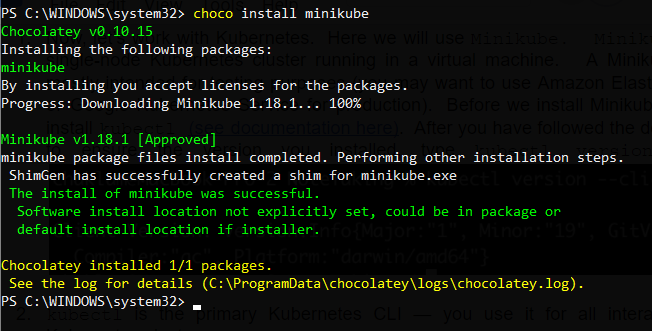 PS C:\WINDOWS\system32> choco install minikube
Chocolatey v0.10.15
Installing the following packages:
minikube
By installing you accept licenses for the packages.
Progress: Downloading Minikube 1.18.1... 100%
Minikube v1.18.1 [Approved]
minikube package files install completed. Performing other installation steps.
ShimGen has successfully created a shim for minikube.exe
The install of minikube was successful.
Software install location not explicitly set, could be in package or
default install location if installer.
Chocolatey installed 1/1 packages.
See the log for details (C:\ProgramData\chocolatey\logs\chocolatey.log).
PS C:\WINDOWS\system32>